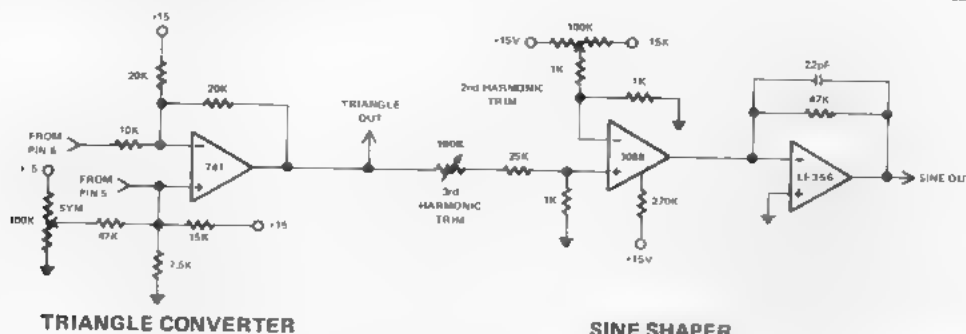 +15
20K
20K
FROM PIN 6
10K
741
TRIANGLE OUT
+5
FROM PIN 5
SYM
100K
47K
15K
+15
7.5K
TRIANGLE CONVERTER
100K
3rd HARMONIC TRIM
25K
1K
+15V
100K
15K
1K
2nd HARMONIC TRIM
1K
270K
+15V
22pF
47K
LF356
SINE OUT
SINE SHAPER